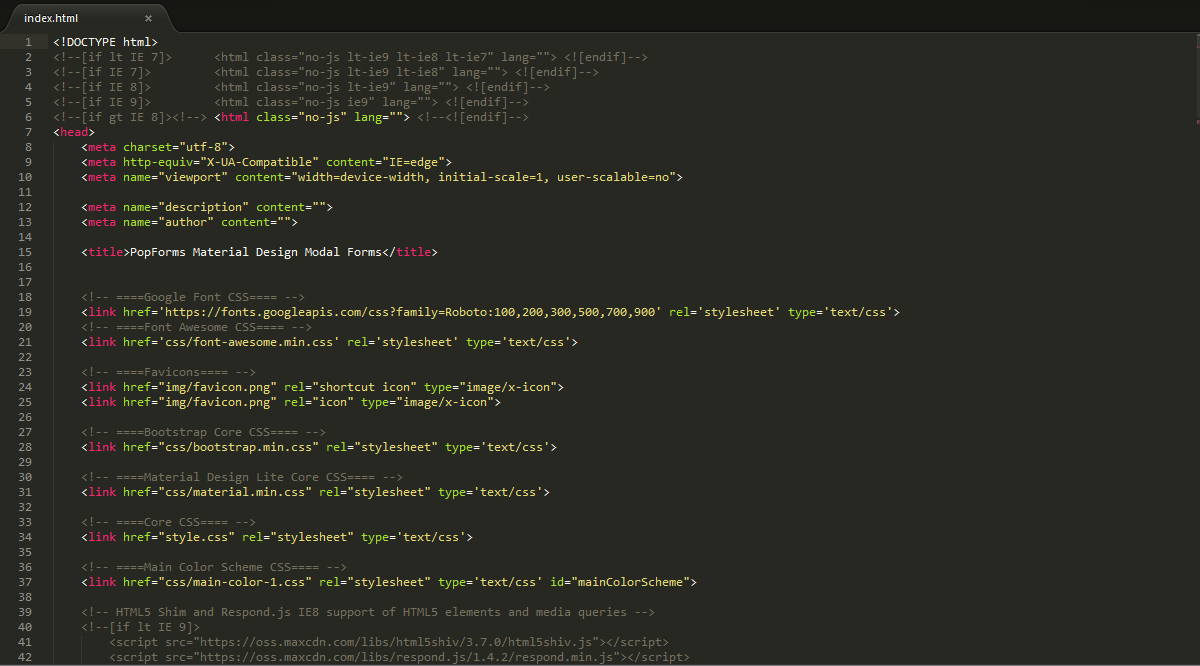 index.html ×
1 <!DOCTYPE html>
2 <!--[if lt IE 7]>      <html class="no-js lt-ie9 lt-ie8 lt-ie7" lang=""> <![endif]-->
3 <!--[if IE 7]>         <html class="no-js lt-ie9 lt-ie8" lang=""> <![endif]-->
4 <!--[if IE 8]>         <html class="no-js lt-ie9" lang=""> <![endif]-->
5 <!--[if IE 9]>         <html class="no-js ie9" lang=""> <![endif]-->
6 <!--[if gt IE 8]><!--> <html class="no-js" lang=""> <!--<![endif]-->
7 <head>
8     <meta charset="utf-8">
9     <meta http-equiv="X-UA-Compatible" content="IE=edge">
10     <meta name="viewport" content="width=device-width, initial-scale=1, user-scalable=no">
11
12     <meta name="description" content="">
13     <meta name="author" content="">
14
15     <title>PopForms Material Design Modal Forms</title>
16
17
18     <!-- ====Google Font CSS==== -->
19     <link href='https://fonts.googleapis.com/css?family=Roboto:100,200,300,500,700,900' rel='stylesheet' type='text/css'>
20     <!-- ====Font Awesome CSS==== -->
21     <link href='css/font-awesome.min.css' rel='stylesheet' type='text/css'>
22
23     <!-- ====Favicons==== -->
24     <link href="img/favicon.png" rel="shortcut icon" type="image/x-icon">
25     <link href="img/favicon.png" rel="icon" type="image/x-icon">
26
27     <!-- ====Bootstrap Core CSS==== -->
28     <link href="css/bootstrap.min.css" rel="stylesheet" type='text/css'>
29
30     <!-- ====Material Design Lite Core CSS==== -->
31     <link href="css/material.min.css" rel="stylesheet" type='text/css'>
32
33     <!-- ====Core CSS==== -->
34     <link href="style.css" rel="stylesheet" type='text/css'>
35
36     <!-- ====Main Color Scheme CSS==== -->
37     <link href="css/main-color-1.css" rel="stylesheet" type='text/css' id="mainColorScheme">
38
39     <!-- HTML5 Shim and Respond.js IE8 support of HTML5 elements and media queries -->
40     <!--[if lt IE 9]>
41         <script src="https://oss.maxcdn.com/libs/html5shiv/3.7.0/html5shiv.js"></script>
42         <script src="https://oss.maxcdn.com/libs/respond.js/1.4.2/respond.min.js"></script>